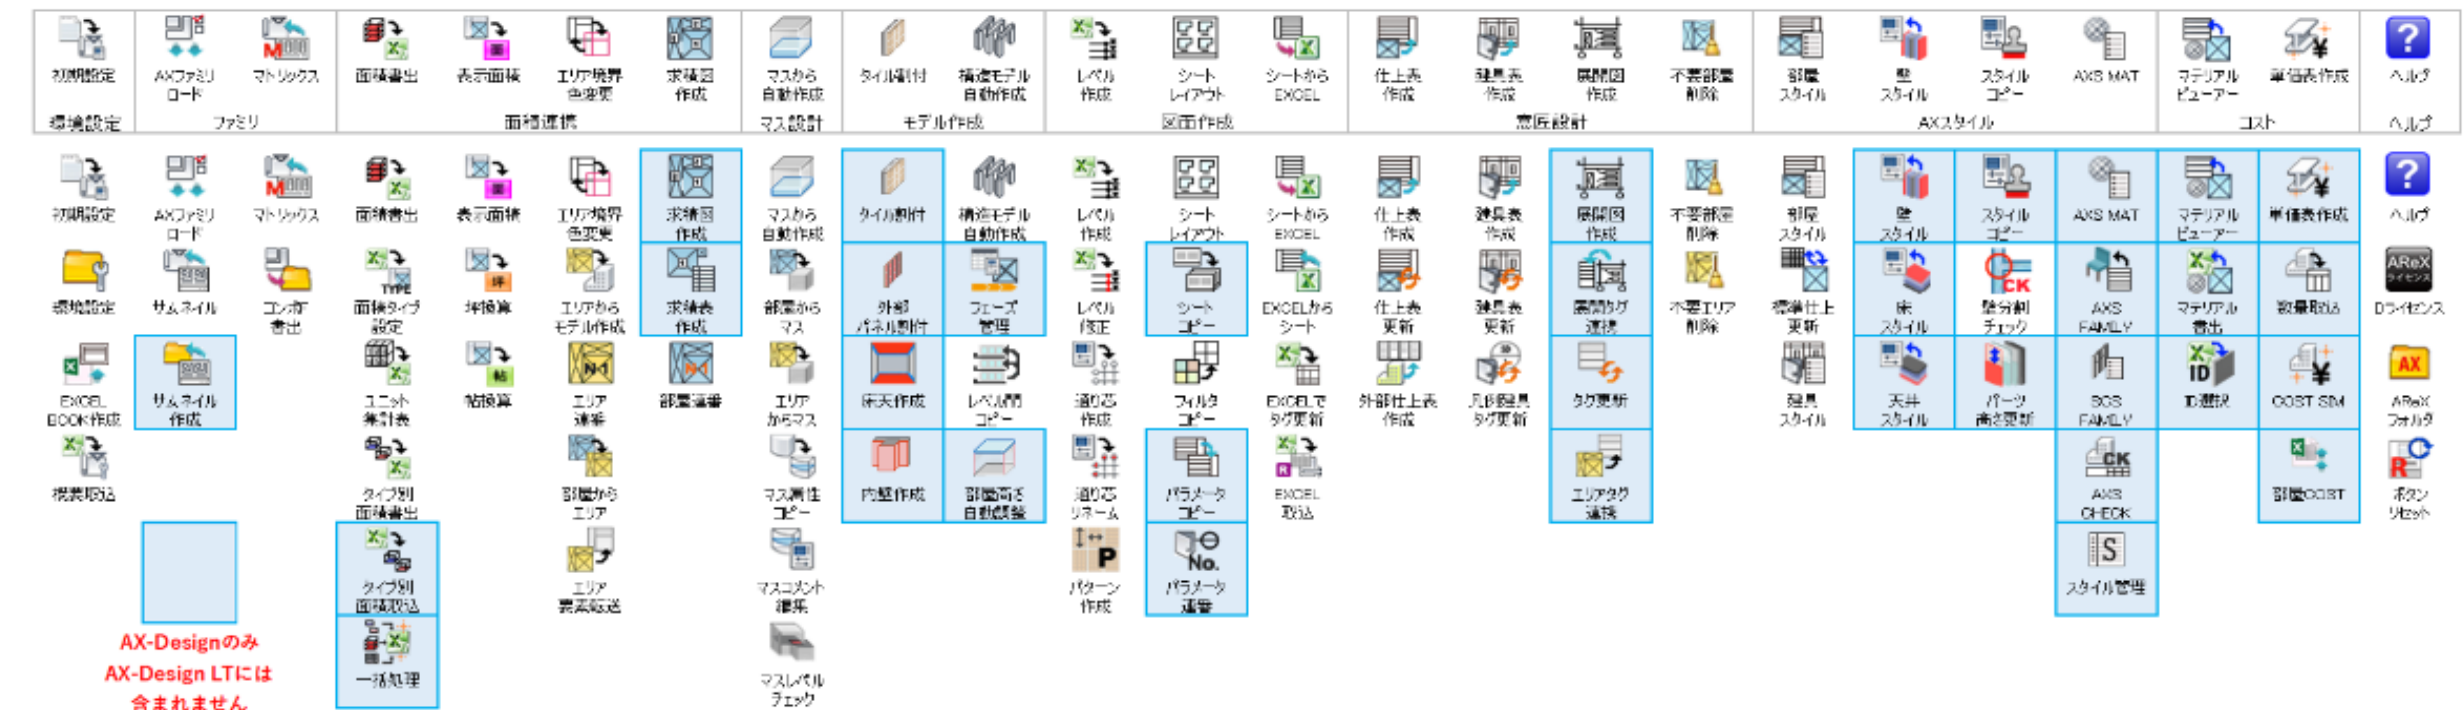 初期設定 AXファミリ マトリックス 面積書出 表示面積 エリア境界 求積図 マスから タイル割付 構造モデル レベル シート シートから 仕上表 建具表 展開図 不要部屋 部屋 壁 スタイル AXS MAT マテリアル 単価表作成 ヘルプ
ロード 色変更 作成 自動作成 自動作成 作成 レイアウト EXCEL 作成 作成 作成 削除 スタイル スタイル コピー ビューアー
環境設定 ファミリ 面積連携 マス設計 モデル作成 図面作成 意匠設計 AXスタイル コスト ヘルプ
初期設定 AXファミリ マトリックス 面積書出 表示面積 エリア境界 求積図 マスから タイル割付 構造モデル レベル シート シートから 仕上表 建具表 展開図 不要部屋 部屋 壁 スタイル AXS MAT マテリアル 単価表作成 ヘルプ
ロード 色変更 作成 自動作成 自動作成 作成 レイアウト EXCEL 作成 作成 作成 削除 スタイル スタイル コピー ビューアー
環境設定 サムネイル コンポ 面積タイプ 坪換算 エリアから 求積表 部屋から 外部 フェーズ レベル シート EXCELから 仕上表 建具表 展開タグ 不要エリア 標準仕上 床 壁分割 AXS マテリアル 数量取込 Dライセンス
書出 設定 モデル作成 作成 マス パネル割付 管理 修正 コピー シート 更新 更新 連携 削除 更新 スタイル チェック FAMILY 書出
EXCEL サムネイル ユニット 帖換算 エリア 部屋連番 エリア 床天作成 レベル間 通り芯 フィルタ EXCELで 外部仕上表 凡例建具 タグ更新 建具 天井 パーツ SCS ID選択 COST SIM AReX
BOOK作成 作成 集計表 連番 からマス コピー 作成 コピー タグ更新 作成 タグ更新 スタイル スタイル 高さ更新 FAMILY フォルダ
概要取込 タイプ別 部屋から マス属性 内壁作成 部屋高さ 通り芯 パラメータ EXCEL エリアタグ AXS 部屋COST ボタン
面積書出 エリア コピー 自動調整 リネーム コピー 取込 連携 CHECK リセット
タイプ別 エリア マスコメント パターン パラメータ スタイル管理
面積取込 要素転送 編集 作成 連番
AX-Designのみ
AX-Design LTには
含まれません
一括処理 マスレベル
チェック